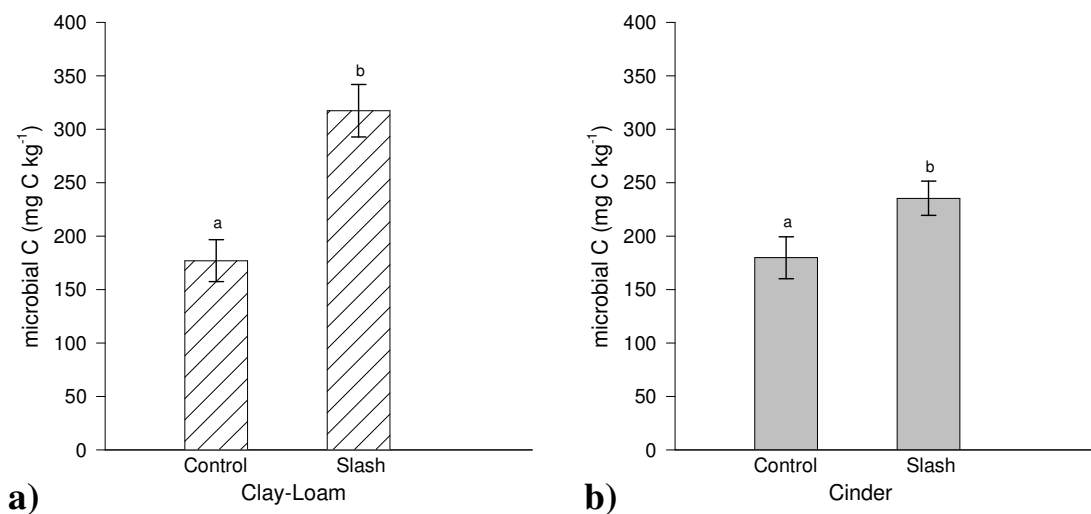 400
350
300
250
200
150
100
50
0
microbial C (mg C kg-1)
a
b
Control Slash
Clay-Loam
a)
400
350
300
250
200
150
100
50
0
microbial C (mg C kg-1)
a
b
Control Slash
Cinder
b)